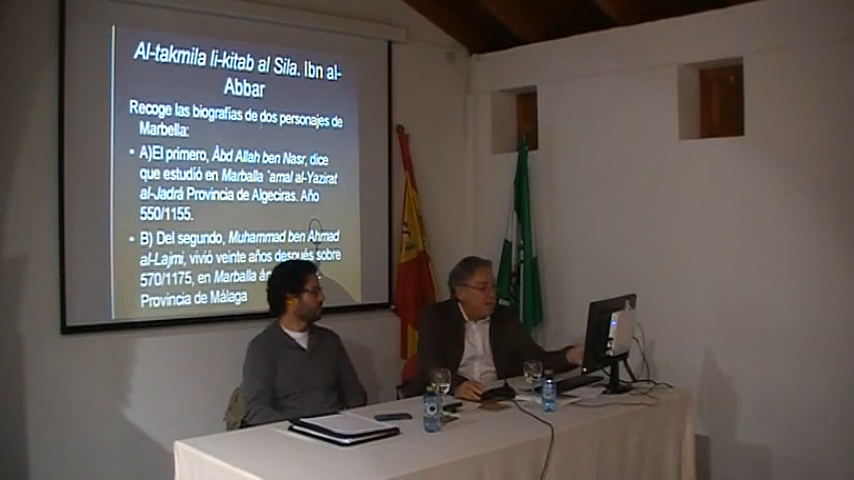 Al-takmila li-kitab al Sila. Ibn al-
Abbar
Recoge las biografías de dos personajes de
Marbella:
• A)El primero, Àbd Allah ben Nasr, dice
que estudió en Marballa `amal al-Yazirat
al-Jadrá Provincia de Algeciras. Año
550/1155.
• B) Del segundo, Muhammad ben Ahmad
al-Lajmi, vivió veinte años después sobre
570/1175, en Marballa
Provincia de Málaga